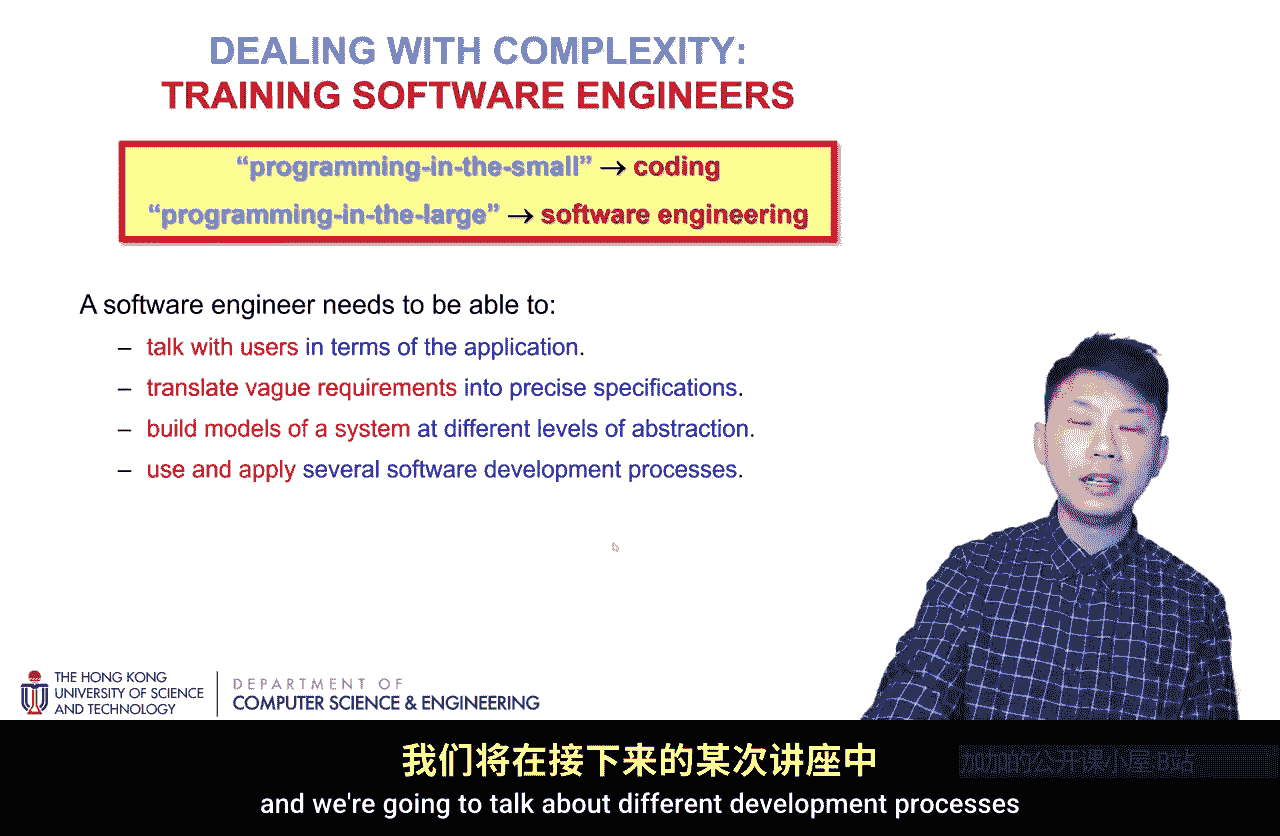 DEALING WITH COMPLEXITY:
TRAINING SOFTWARE ENGINEERS
“programming-in-the-small” → coding
“programming-in-the-large” → software engineering
A software engineer needs to be able to:
– talk with users in terms of the application.
– translate vague requirements into precise specifications.
– build models of a system at different levels of abstraction.
– use and apply several software development processes.
THE HONG KONG
UNIVERSITY OF SCIENCE
AND TECHNOLOGY
DEPARTMENT OF
COMPUTER SCIENCE & ENGINEERING
我们将在接下来的某次讲座中
加加的公开课小屋:B站
and we're going to talk about different development processes